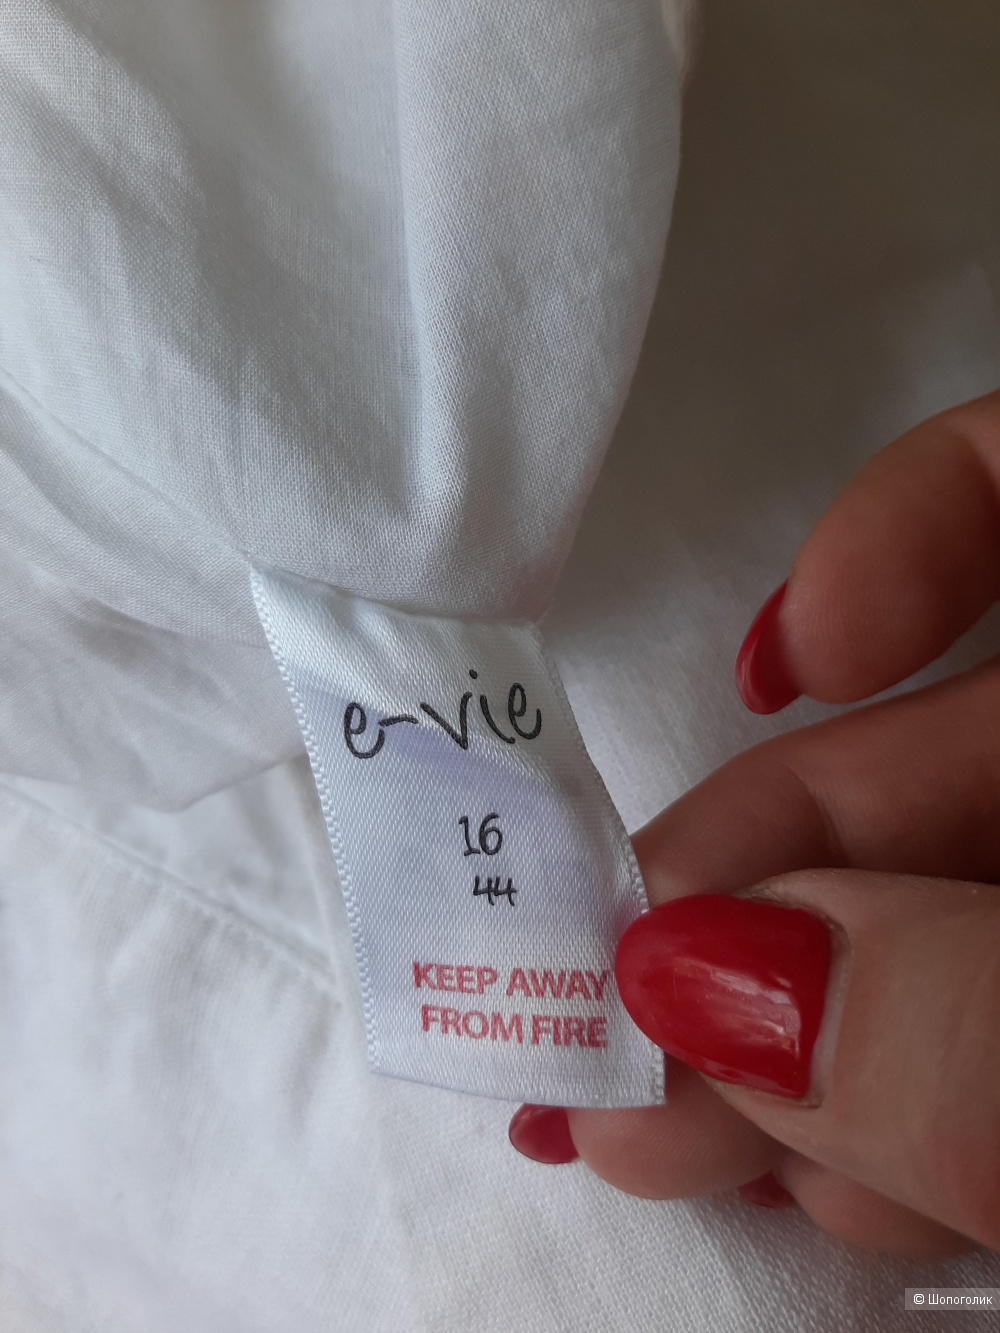 e-vie
16
44
KEEP AWAY
FROM FIRE
© Шопоголик